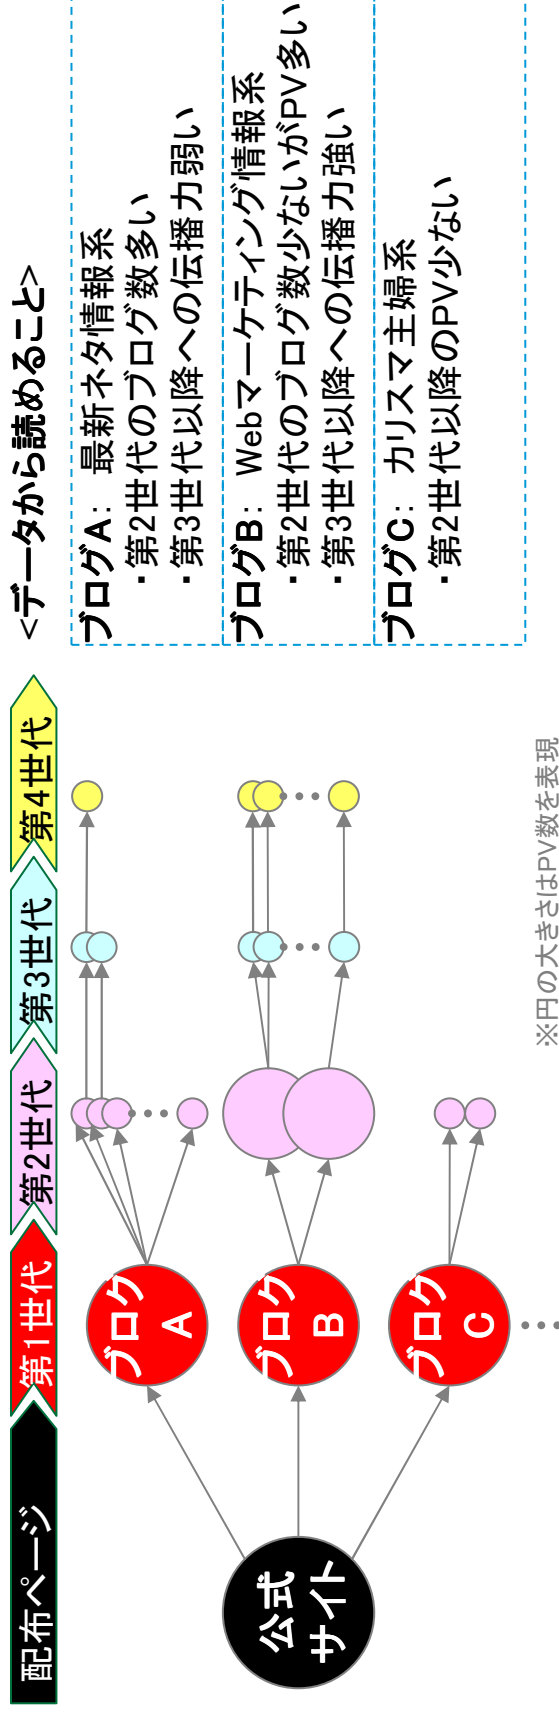 配布ページ
第1世代
第2世代
第3世代
第4世代
<データから読めること>
公式
サイト
ブログ
A
ブログ
B
ブログ
C
ブログA： 最新ネタ情報系
・第2世代のブログ数多い
・第3世代以降への伝播力弱い
ブログB： Webマーケティング情報系
・第2世代のブログ数少ないがPV多い
・第3世代以降への伝播力強い
ブログC： カリスマ主婦系
・第2世代以降のPV少ない
※円の大きさはPV数を表現